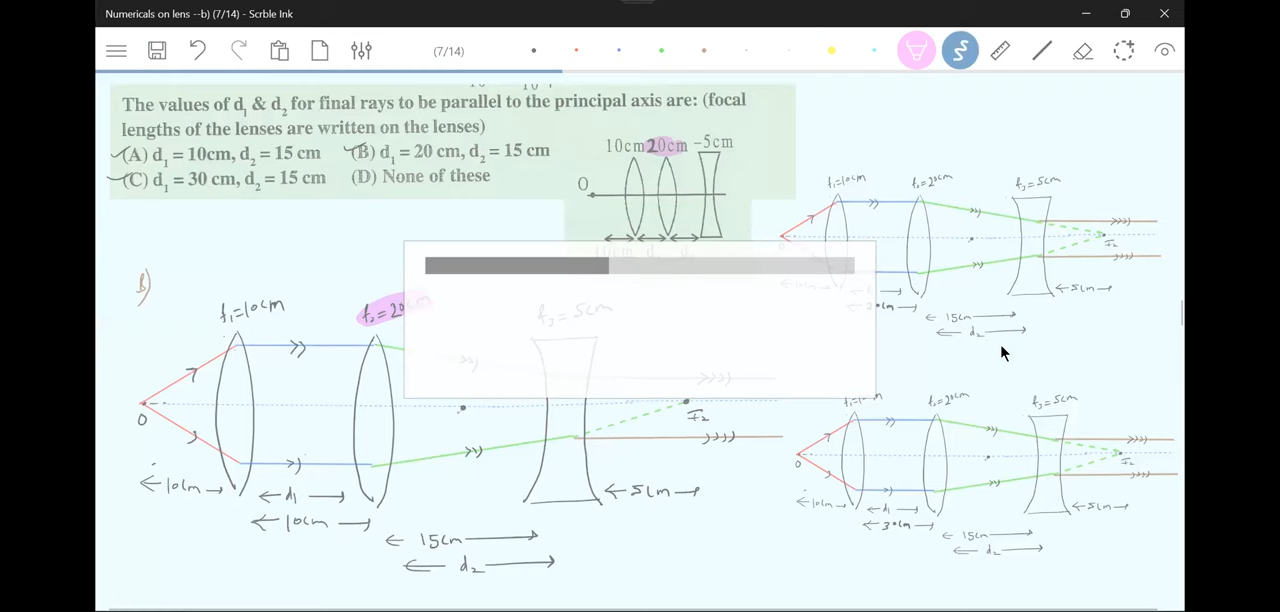 Numericals on lens --b) (7/14) - Scrble Ink
(7/14)
The values of d₁ & d₂ for final rays to be parallel to the principal axis are: (focal
lengths of the lenses are written on the lenses)
(A) d₁ = 10cm, d₂ = 15 cm (B) d₁ = 20 cm, d₂ = 15 cm
(C) d₁ = 30 cm, d₂ = 15 cm (D) None of these
10cm 20cm -5cm
O
f₁=10cm f₂=20cm f₃=5cm
I₂
←5cm→
←15cm→
←d₂→
B)
f₁=10cm f₂=20cm f₃=5cm
O
I₂
←10cm→ ←d₁→ ←5cm→
←10cm→
←15cm→
←d₂→
f₂=20cm f₃=5cm
O
I₂
←10cm→ ←d₁→ ←5cm→
←30cm→
←15cm→
←d₂→